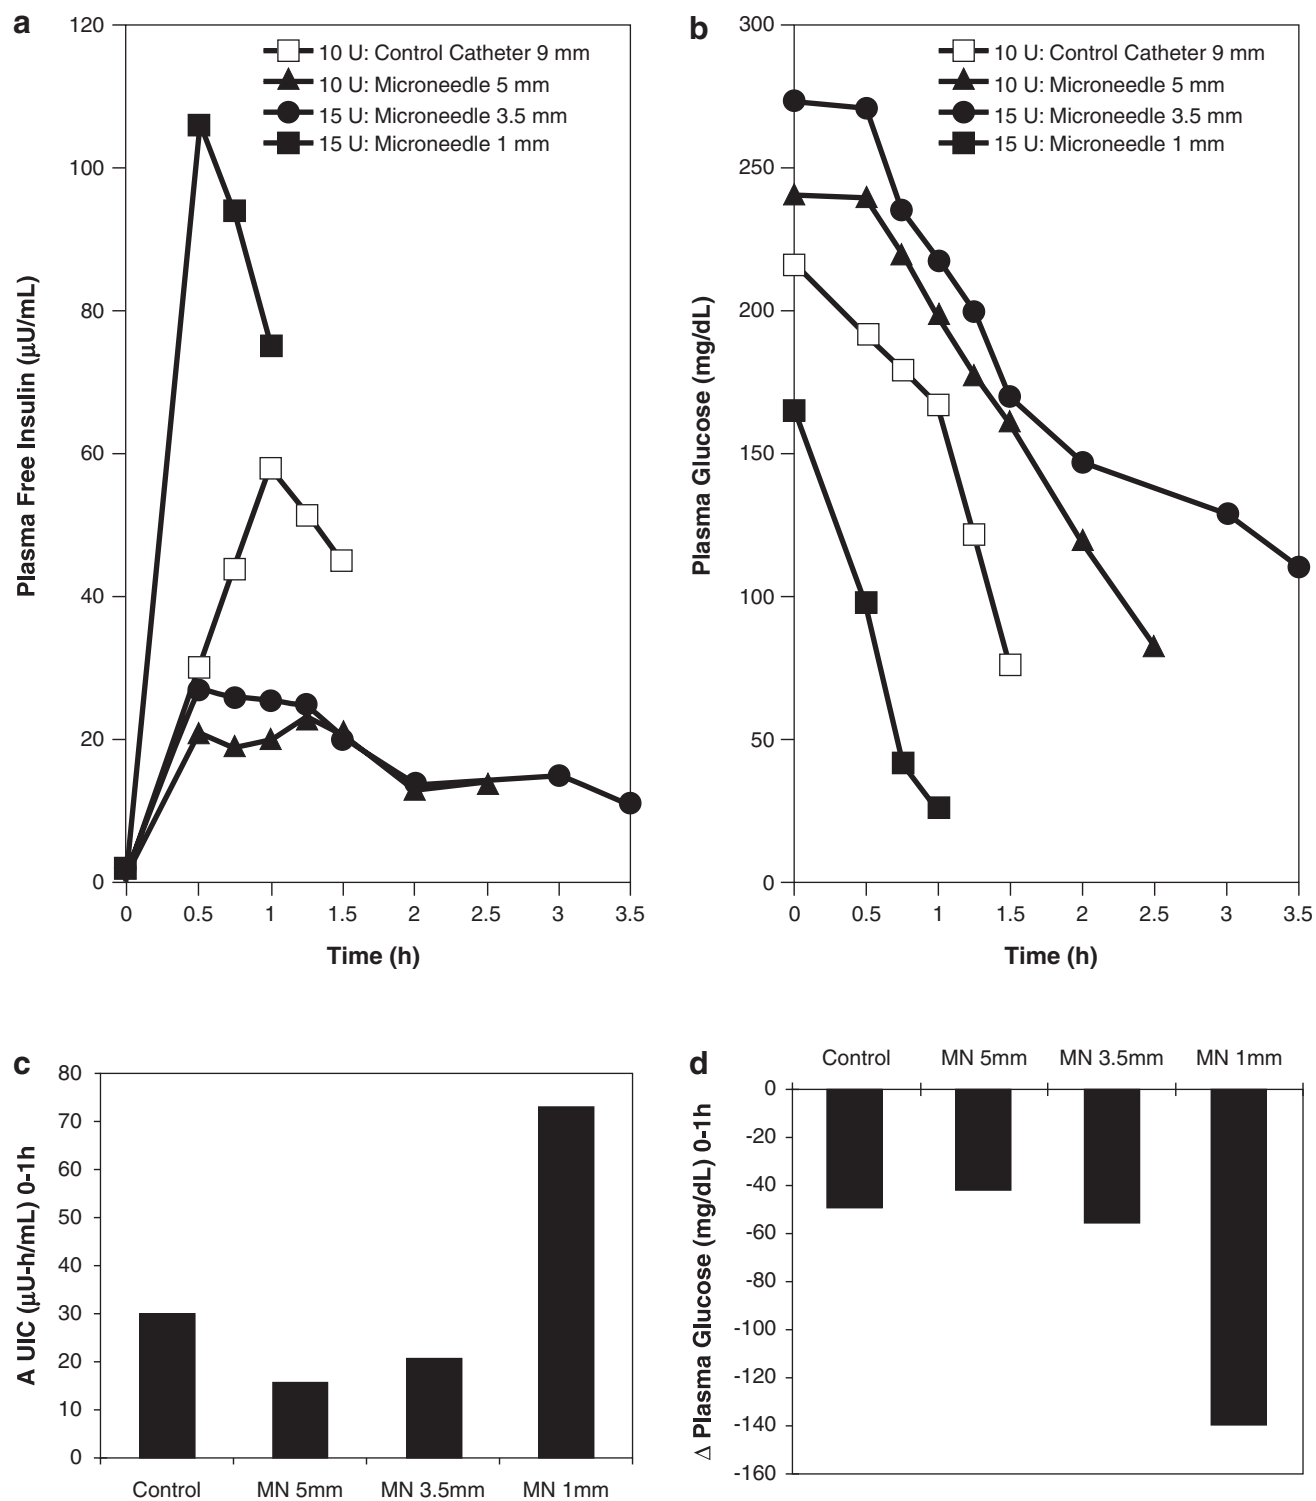 a
120
100
80
60
40
20
0
Plasma Free Insulin (μU/mL)
10 U: Control Catheter 9 mm
10 U: Microneedle 5 mm
15 U: Microneedle 3.5 mm
15 U: Microneedle 1 mm
0 0.5 1 1.5 2 2.5 3 3.5
Time (h)
b
300
250
200
150
100
50
0
Plasma Glucose (mg/dL)
10 U: Control Catheter 9 mm
10 U: Microneedle 5 mm
15 U: Microneedle 3.5 mm
15 U: Microneedle 1 mm
0 0.5 1 1.5 2 2.5 3 3.5
Time (h)
c
80
70
60
50
40
30
20
10
0
A UIC (μU-h/mL) 0-1h
Control MN 5mm MN 3.5mm MN 1mm
d
Control MN 5mm MN 3.5mm MN 1mm
0
-20
-40
-60
-80
-100
-120
-140
-160
Δ Plasma Glucose (mg/dL) 0-1h